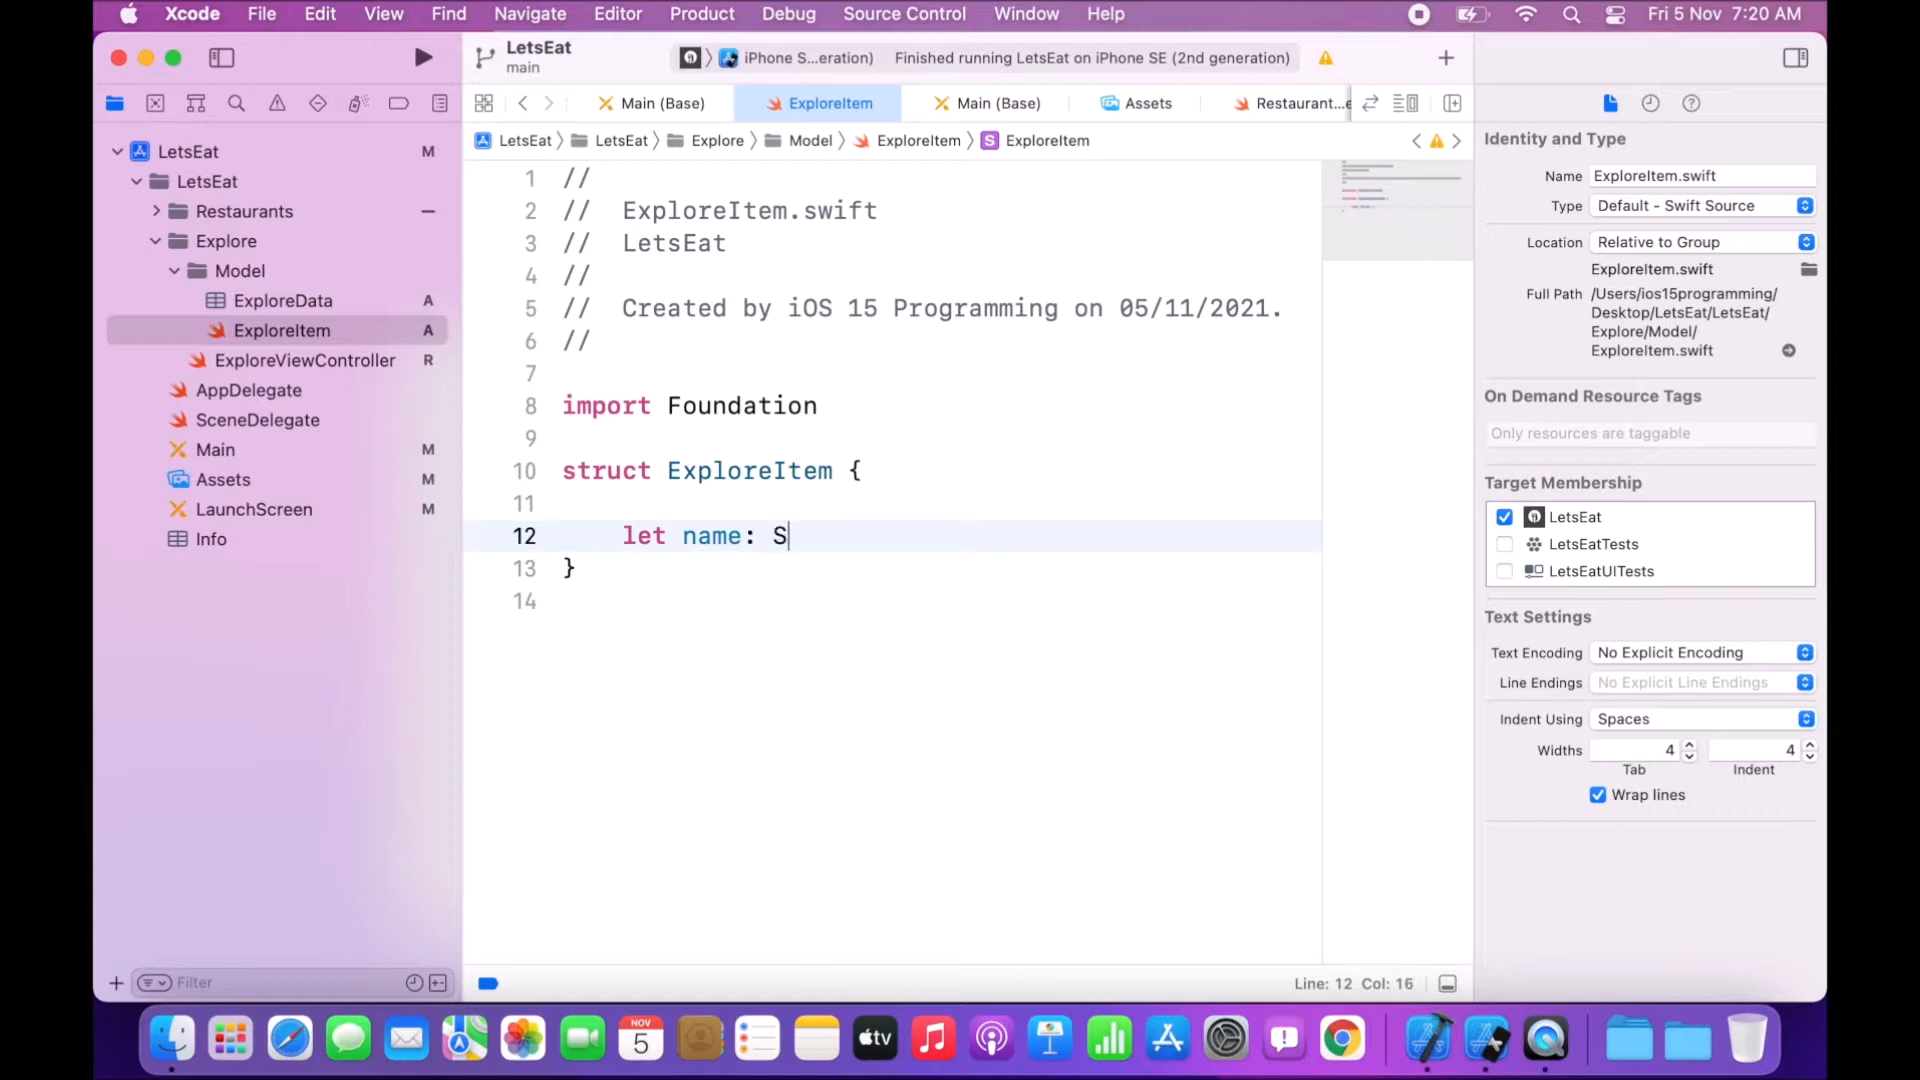 Xcode File Edit View Find Navigate Editor Product Debug Source Control Window Help Fri 5 Nov 7:20 AM
LetsEat
main
iPhone S...eration) Finished running LetsEat on iPhone SE (2nd generation)
Main (Base) ExploreItem Main (Base) Assets Restaurant...e
LetsEat LetsEat Explore Model ExploreItem S ExploreItem
LetsEat M
LetsEat
Restaurants
Explore
Model
ExploreData A
ExploreItem A
ExploreViewController R
AppDelegate
SceneDelegate
Main M
Assets M
LaunchScreen M
Info
Filter
1 //
2 // ExploreItem.swift
3 // LetsEat
4 //
5 // Created by iOS 15 Programming on 05/11/2021.
6 //
7
8 import Foundation
9
10 struct ExploreItem {
11
12 let name: S
13 }
14
Line: 12 Col: 16
Identity and Type
Name ExploreItem.swift
Type Default - Swift Source
Location Relative to Group
ExploreItem.swift
Full Path /Users/ios15programming/
Desktop/LetsEat/LetsEat/
Explore/Model/
ExploreItem.swift
On Demand Resource Tags
Only resources are taggable
Target Membership
LetsEat
LetsEatTests
LetsEatUITests
Text Settings
Text Encoding No Explicit Encoding
Line Endings No Explicit Line Endings
Indent Using Spaces
Widths 4 4
Tab Indent
Wrap lines
NOV
5
tv